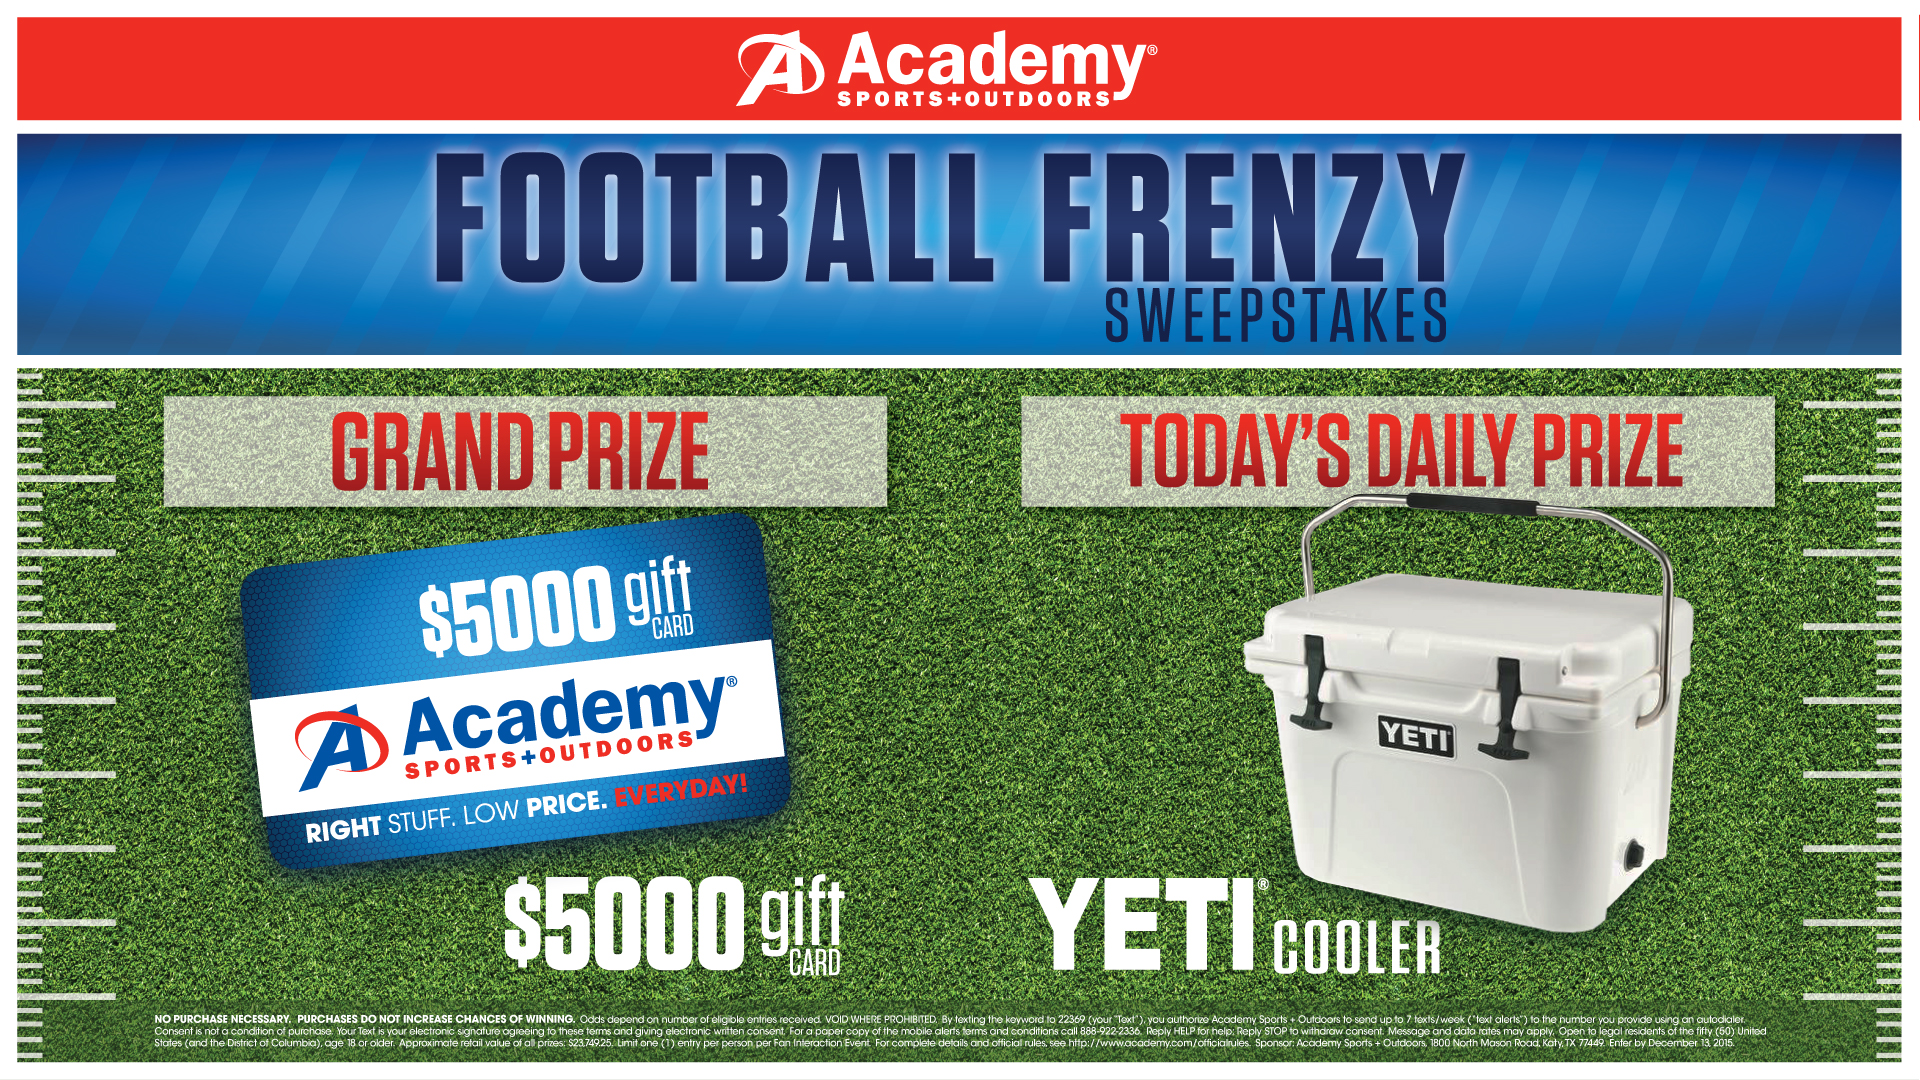 Academy®
SPORTS+OUTDOORS
FOOTBALL FRENZY
SWEEPSTAKES
GRAND PRIZE
$5000 gift
CARD
Academy®
SPORTS+OUTDOORS
RIGHT STUFF. LOW PRICE. EVERYDAY!
$5000 gift
CARD
TODAY'S DAILY PRIZE
YETI
YETI® COOLER
NO PURCHASE NECESSARY. PURCHASES DO NOT INCREASE CHANCES OF WINNING. Odds depend on number of eligible entries received. VOID WHERE PROHIBITED. By texting the keyword to 22369 (your "Text"), you authorize Academy Sports + Outdoors to send up to 7 texts/week ("text alerts") to the number you provide using an autodialer.
Consent is not a condition of purchase. Your Text is your electronic signature agreeing to these terms and giving electronic written consent. For a paper copy of the mobile alerts terms and conditions call 888-922-2336. Reply HELP for help; Reply STOP to withdraw consent. Message and data rates may apply. Open to legal residents of the fifty (50) United
States (and the District of Columbia), age 18 or older. Approximate retail value of all prizes: $23,749.25. Limit one (1) entry per person per Fan Interaction Event. For complete details and official rules, see http://www.academy.com/officialrules. Sponsor: Academy Sports + Outdoors, 1800 North Mason Road, Katy, TX 77449. Enter by December 13, 2015.